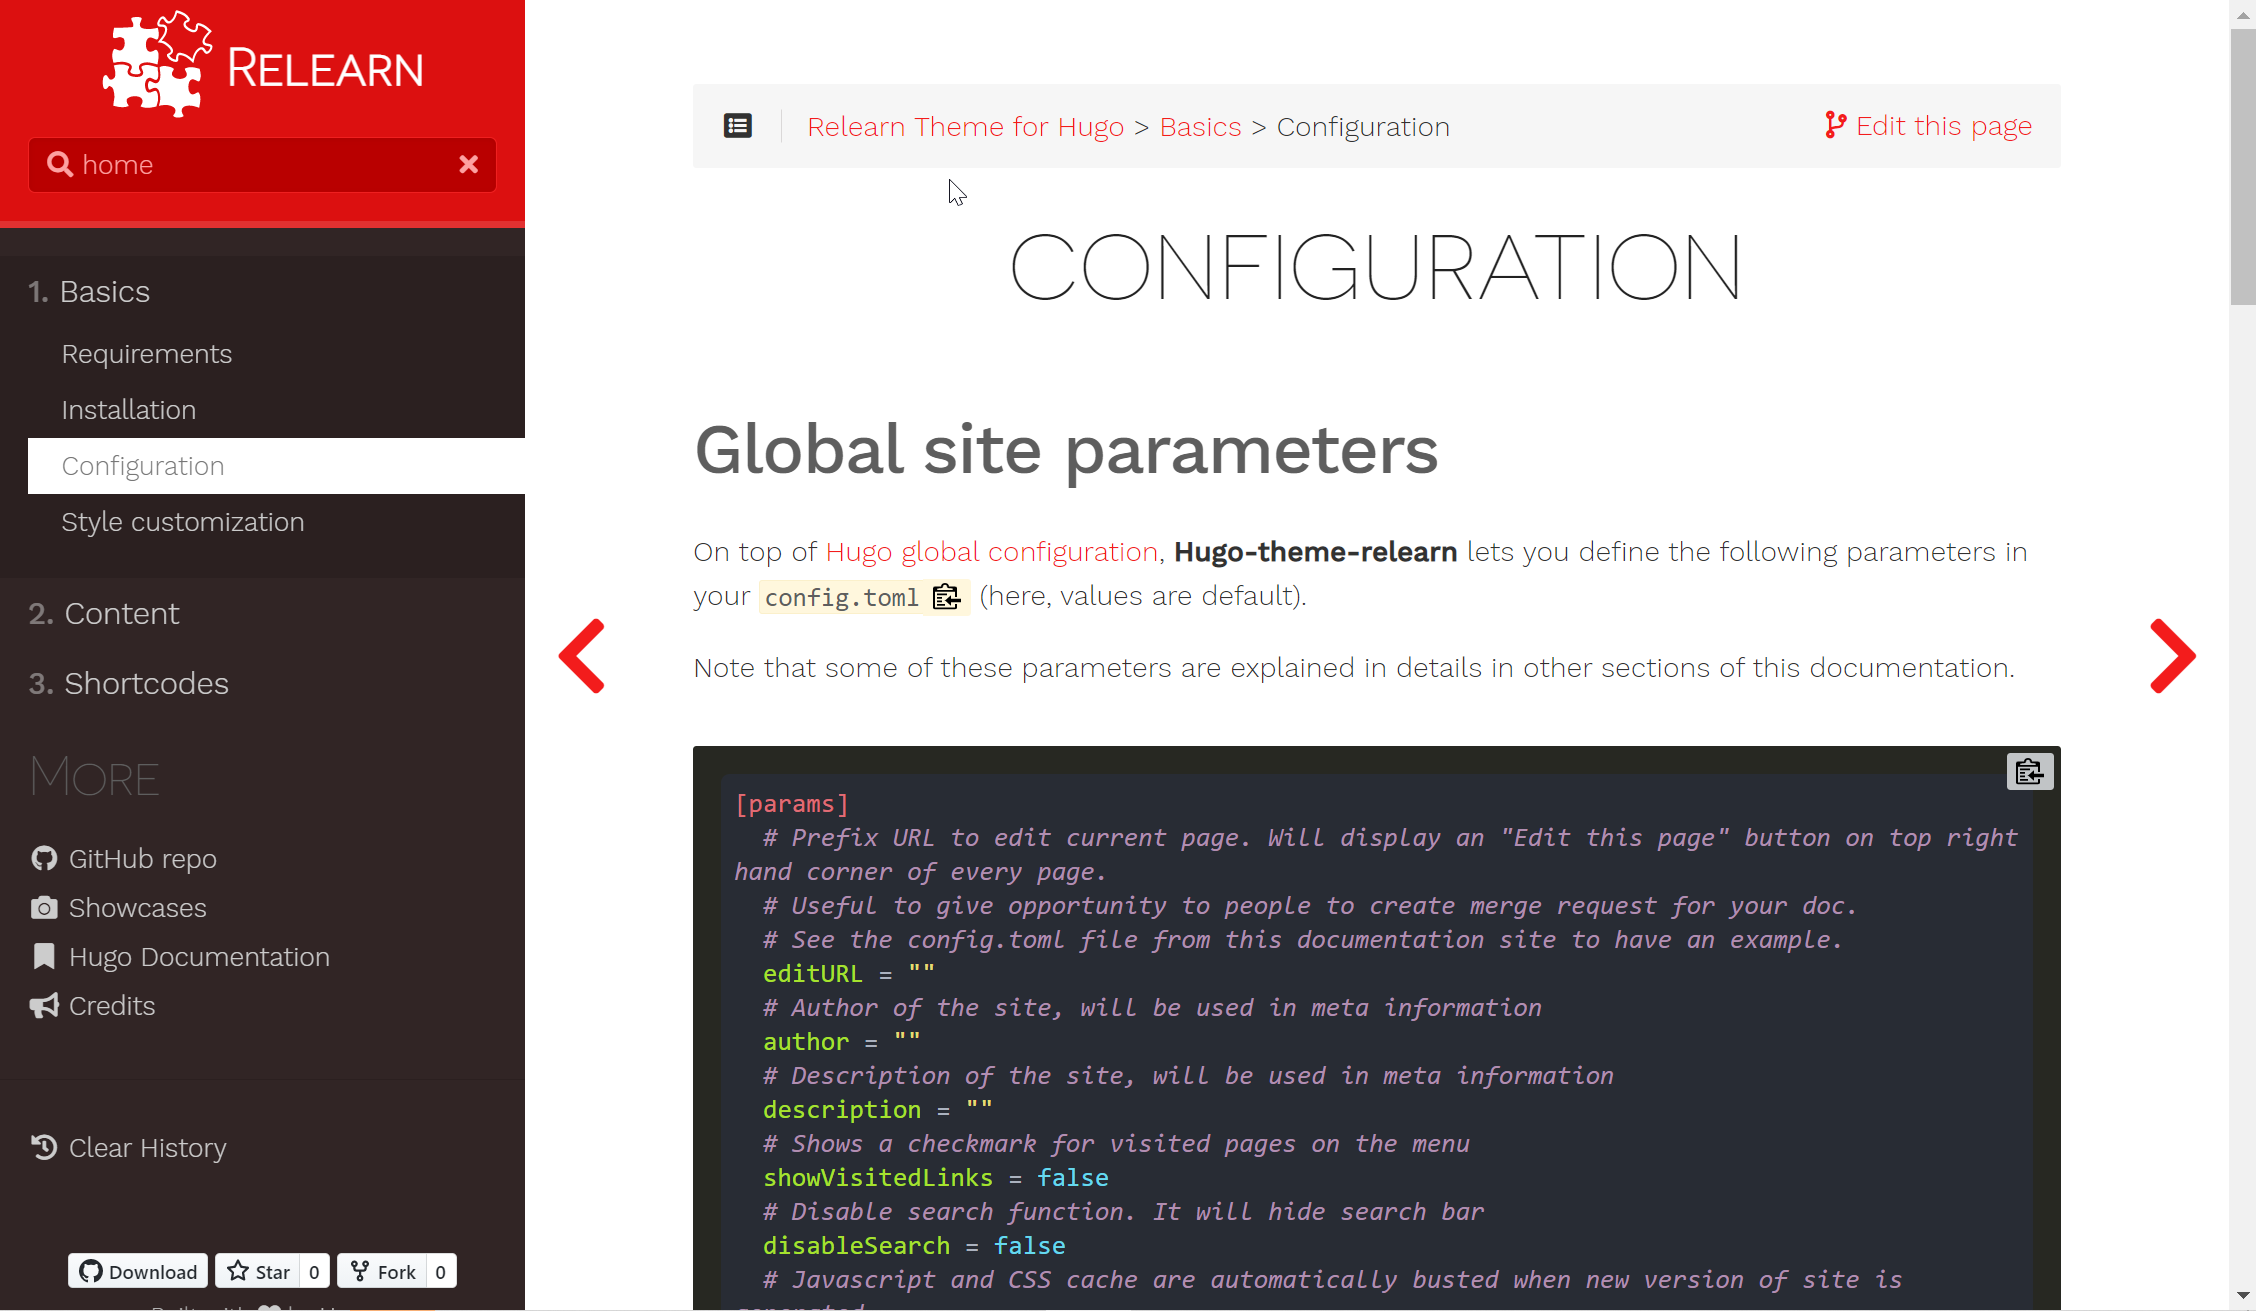 RELEARN
home
1. Basics
Requirements
Installation
Configuration
Style customization
2. Content
3. Shortcodes
MORE
GitHub repo
Showcases
Hugo Documentation
Credits
Clear History
Download
Star 0
Fork 0
Relearn Theme for Hugo > Basics > Configuration
Edit this page
CONFIGURATION
Global site parameters
On top of Hugo global configuration, Hugo-theme-relearn lets you define the following parameters in
your config.toml (here, values are default).
Note that some of these parameters are explained in details in other sections of this documentation.
[params]
# Prefix URL to edit current page. Will display an "Edit this page" button on top right
hand corner of every page.
# Useful to give opportunity to people to create merge request for your doc.
# See the config.toml file from this documentation site to have an example.
editURL = ""
# Author of the site, will be used in meta information
author = ""
# Description of the site, will be used in meta information
description = ""
# Shows a checkmark for visited pages on the menu
showVisitedLinks = false
# Disable search function. It will hide search bar
disableSearch = false
# Javascript and CSS cache are automatically busted when new version of site is